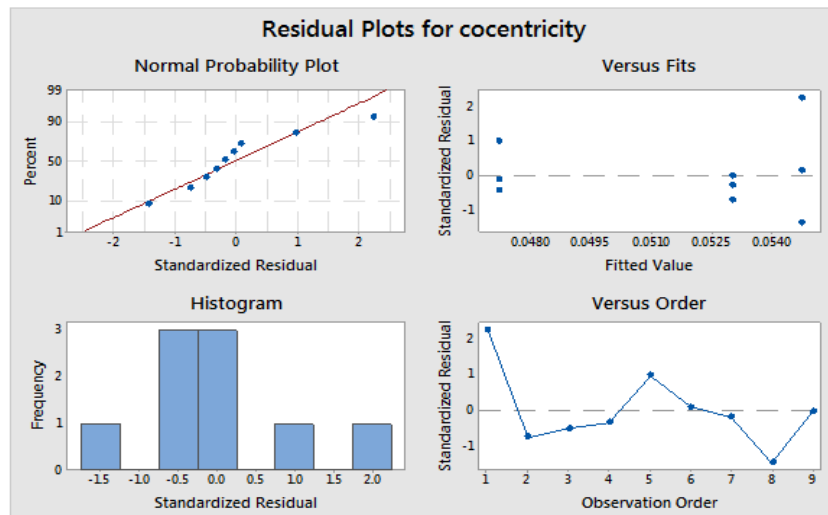 Residual Plots for cocentricity
Normal Probability Plot
99
90
50
10
1
Percent
-2 -1 0 1 2
Standardized Residual
Versus Fits
2
1
0
-1
Standardized Residual
0.0480 0.0495 0.0510 0.0525 0.0540
Fitted Value
Histogram
3
2
1
0
Frequency
-1.5 -1.0 -0.5 0.0 0.5 1.0 1.5 2.0
Standardized Residual
Versus Order
2
1
0
-1
Standardized Residual
1 2 3 4 5 6 7 8 9
Observation Order